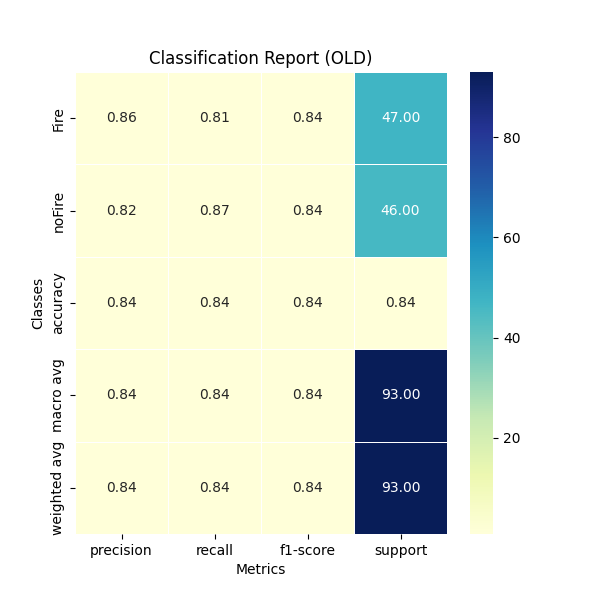 Classification Report (OLD)
Fire 0.86 0.81 0.84 47.00
noFire 0.82 0.87 0.84 46.00
accuracy 0.84 0.84 0.84 0.84
macro avg 0.84 0.84 0.84 93.00
weighted avg 0.84 0.84 0.84 93.00
precision recall f1-score support
Metrics
Classes
80
60
40
20